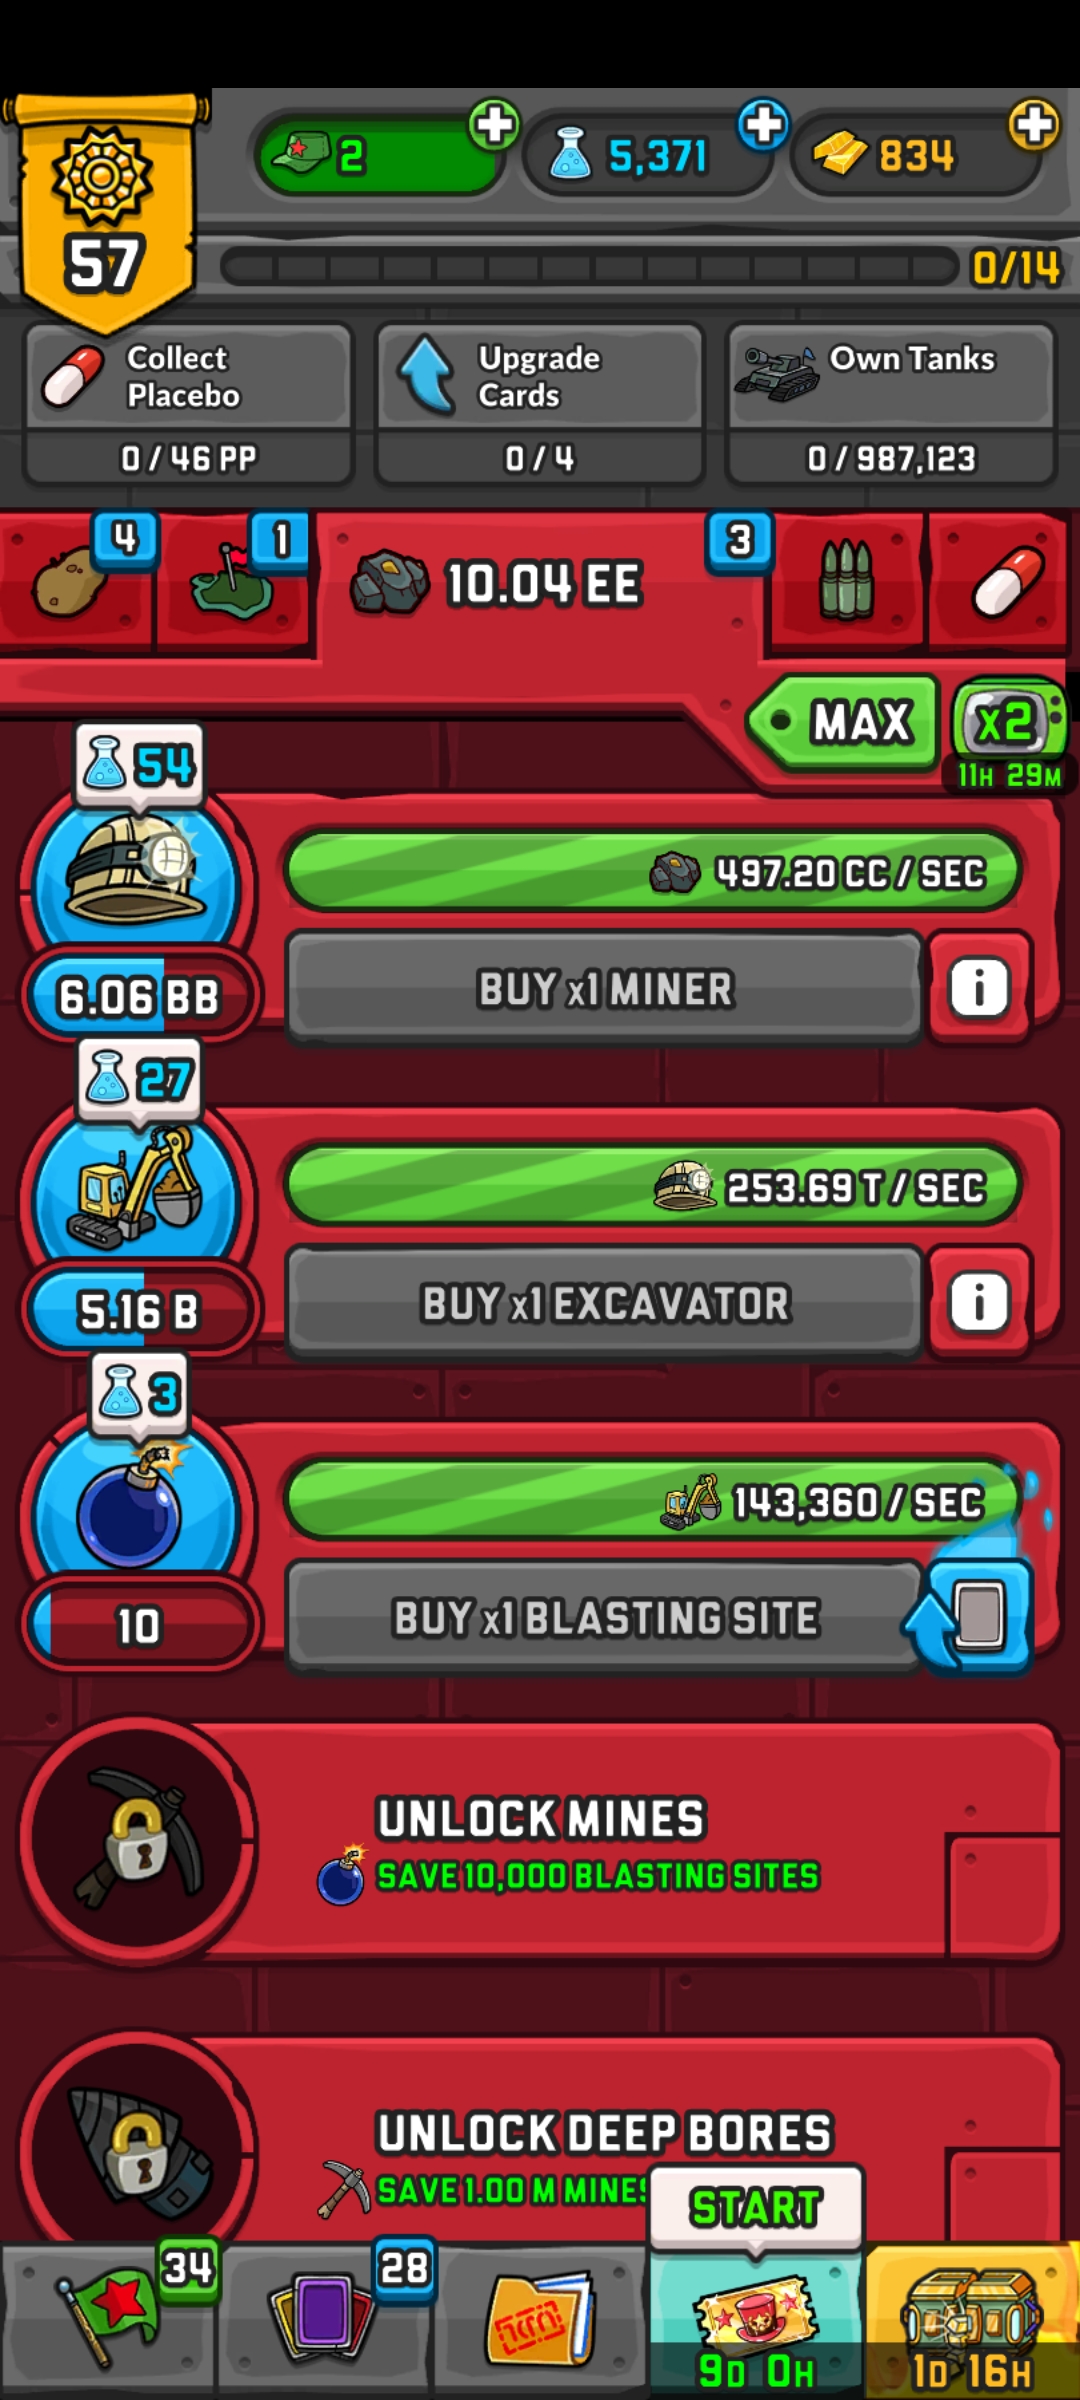 2
5,371
834
57
0/14
Collect
Placebo
0 / 46 PP
Upgrade
Cards
0 / 4
Own Tanks
0 / 987,123
4
1
10.04 EE
3
MAX
x2
11H 29M
54
497.20 CC / SEC
6.06 BB
BUY x1 MINER
i
27
253.69 T / SEC
5.16 B
BUY x1 EXCAVATOR
i
3
143,360 / SEC
10
BUY x1 BLASTING SITE
UNLOCK MINES
SAVE 10,000 BLASTING SITES
UNLOCK DEEP BORES
SAVE 1.00 M MINES
START
34
28
9D 0H
1D 16H